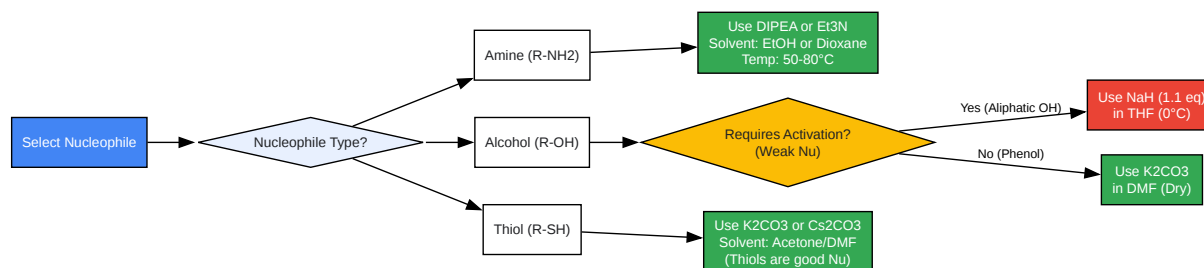 Select Nucleophile
Nucleophile Type?
Amine (R-NH2)
Use DIPEA or Et3N
Solvent: EtOH or Dioxane
Temp: 50-80°C
Alcohol (R-OH)
Requires Activation?
(Weak Nu)
Yes (Aliphatic OH)
Use NaH (1.1 eq)
in THF (0°C)
No (Phenol)
Use K2CO3
in DMF (Dry)
Thiol (R-SH)
Use K2CO3 or Cs2CO3
Solvent: Acetone/DMF
(Thiols are good Nu)